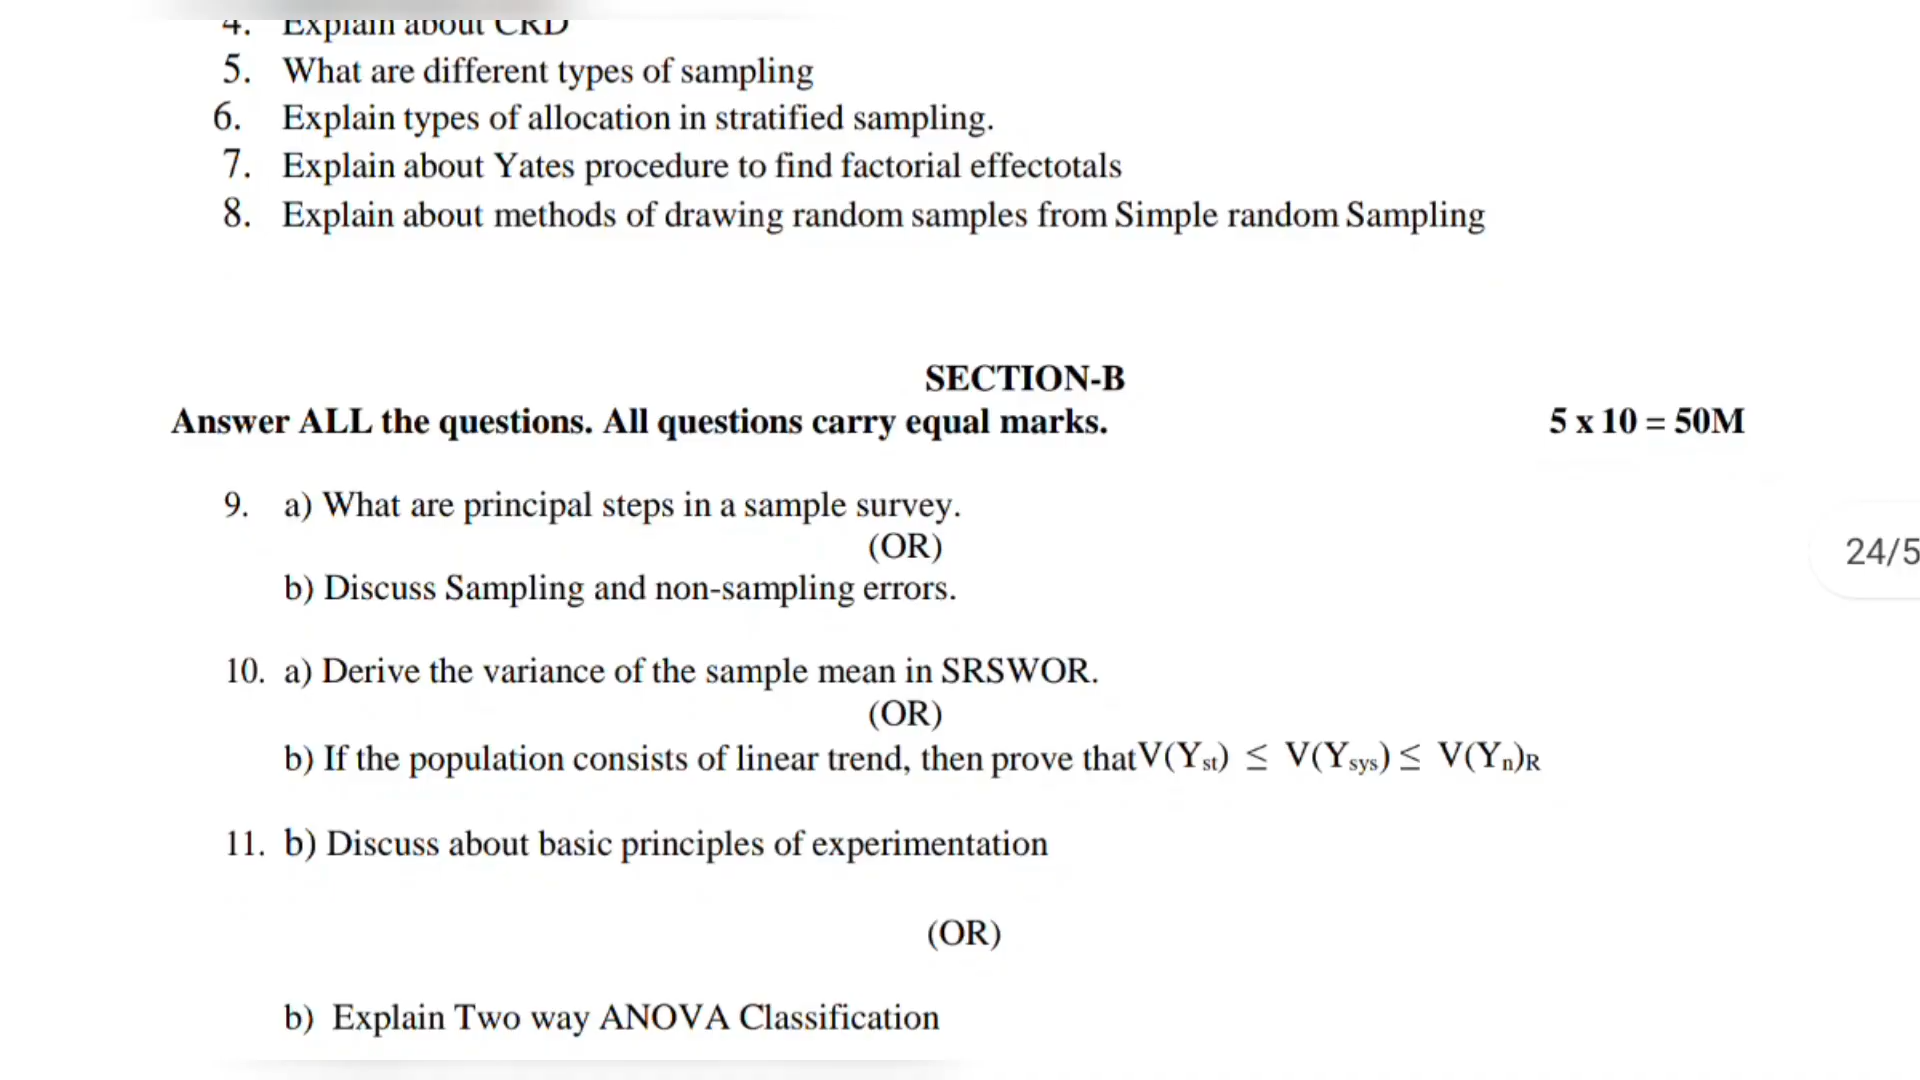 4. Explain about CRD
5. What are different types of sampling
6. Explain types of allocation in stratified sampling.
7. Explain about Yates procedure to find factorial effectotals
8. Explain about methods of drawing random samples from Simple random Sampling
SECTION-B
Answer ALL the questions. All questions carry equal marks. 5 x 10 = 50M
9. a) What are principal steps in a sample survey.
(OR)
24/5
b) Discuss Sampling and non-sampling errors.
10. a) Derive the variance of the sample mean in SRSWOR.
(OR)
b) If the population consists of linear trend, then prove thatV(Yst) ≤ V(Ysys) ≤ V(Yn)R
11. b) Discuss about basic principles of experimentation
(OR)
b) Explain Two way ANOVA Classification